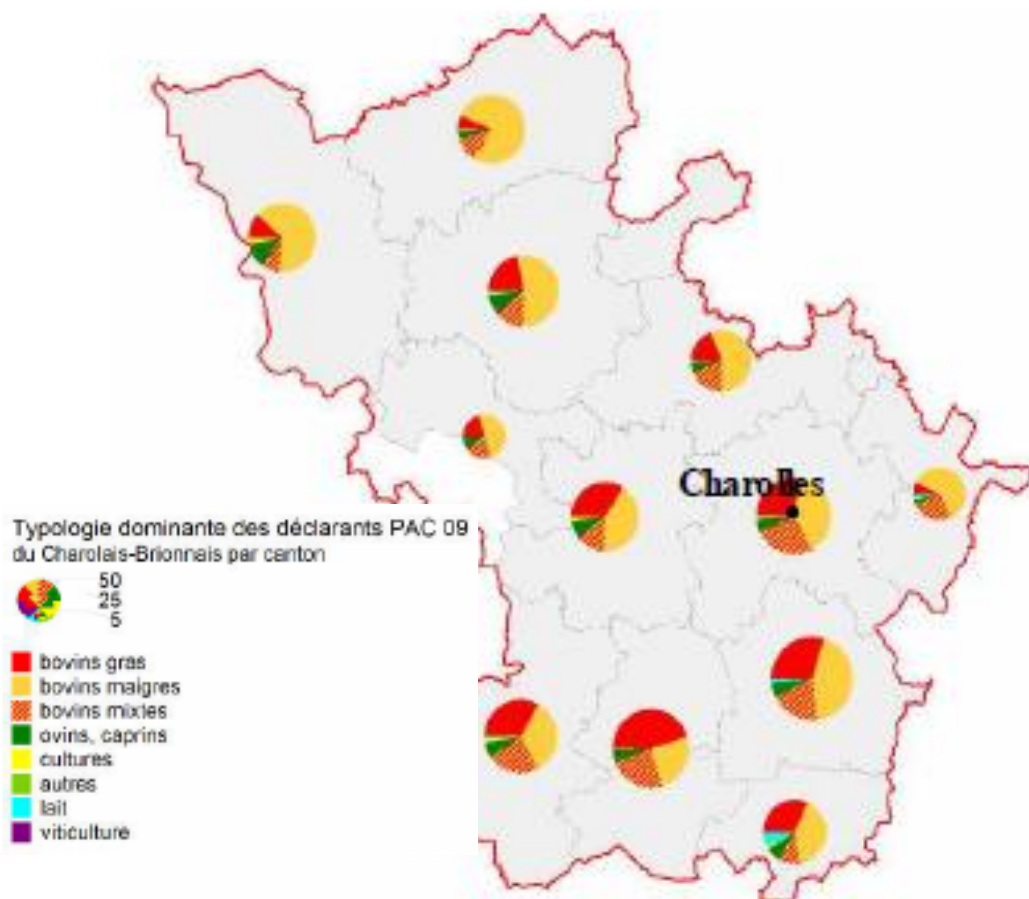 Charolles
Typologie dominante des déclarants PAC 09
du Charolais-Brionnais par canton
50
25
5
bovins gras
bovins maigres
bovins mixtes
ovins, caprins
cultures
autres
lait
viticulture